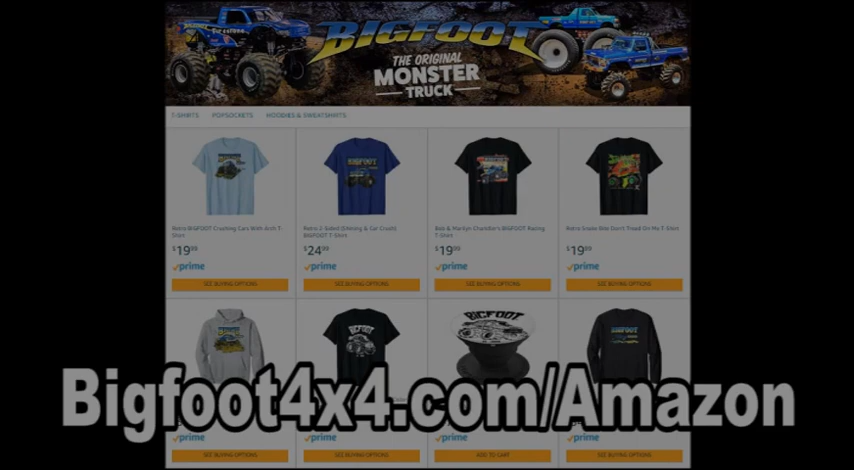 BIGFOOT
THE ORIGINAL
MONSTER
TRUCK
T-SHIRTS POPSOCKETS HOODIES & SWEATSHIRTS
Retro BIGFOOT Crushing Cars With Arch T-
Shirt
$19.99
prime
SEE BUYING OPTIONS
Retro 2-Sided (Shining & Car Crush)
BIGFOOT T-Shirt
$24.99
prime
SEE BUYING OPTIONS
Bob & Marilyn Chandler's BIGFOOT Racing
T-Shirt
$19.99
prime
SEE BUYING OPTIONS
Retro Snake Bite Don't Tread On Me T-Shirt
$19.99
prime
SEE BUYING OPTIONS
BIGFOOT
BIGFOOT
BIGFOOT
Bigfoot4x4.com/Amazon
prime
SEE BUYING OPTIONS
prime
SEE BUYING OPTIONS
prime
ADD TO CART
prime
SEE BUYING OPTIONS